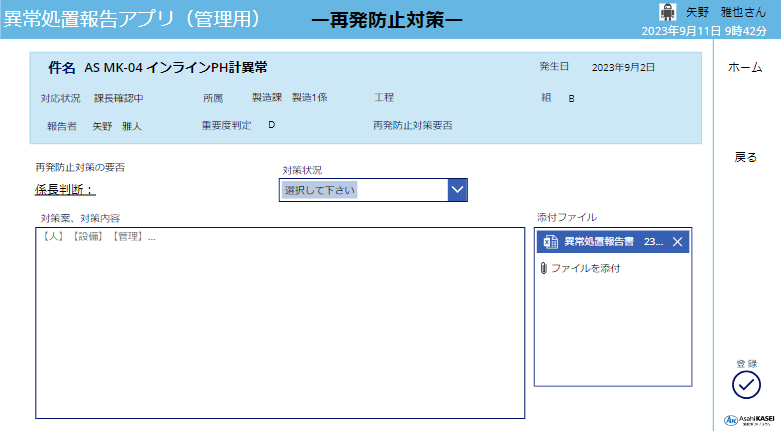 異常処置報告アプリ（管理用）
―再発防止対策―
矢野　雅也さん
2023年9月11日 9時42分
件名 AS MK-04 インラインPH計異常
発生日 2023年9月2日
対応状況 課長確認中 所属 製造課 製造1係 工程 組 B
報告者 矢野 雅人 重要度判定 D 再発防止対策要否
ホーム
戻る
再発防止対策の要否
係長判断：
対策状況
選択して下さい
対策案、対策内容
【人】【設備】【管理】...
添付ファイル
異常処置報告書 23...
ファイルを添付
登録
AK AsahiKASEI